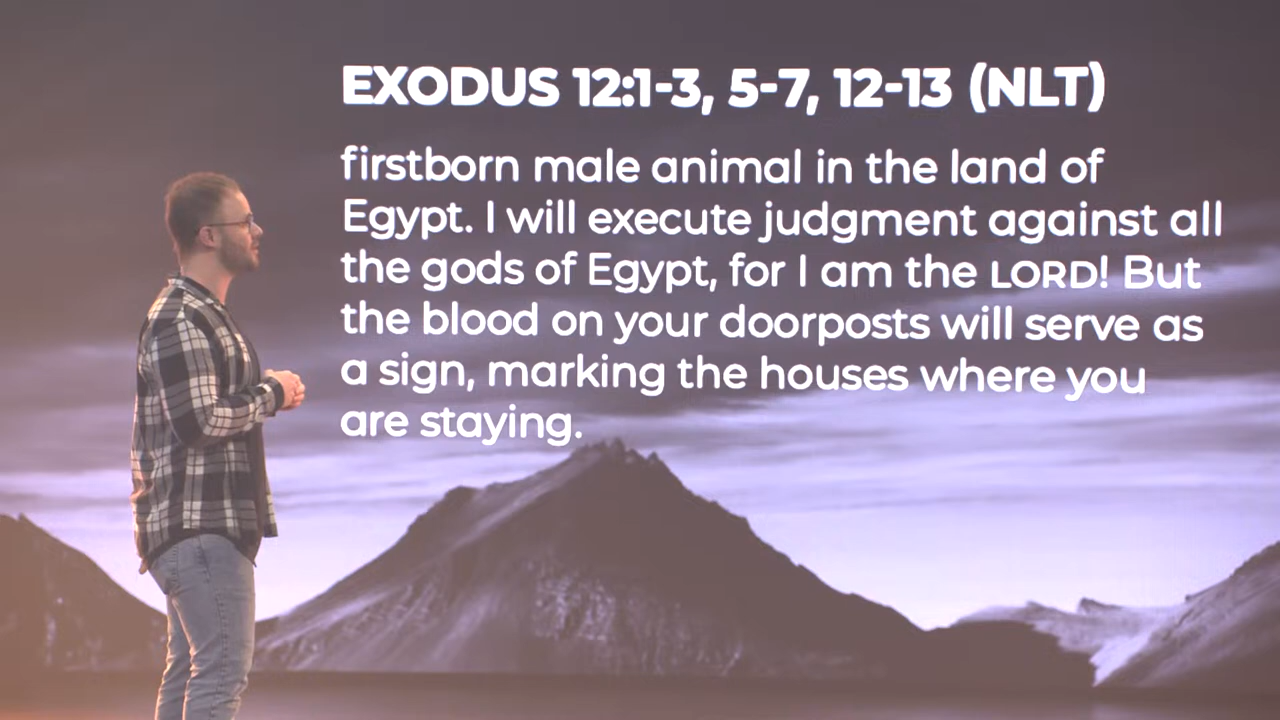 EXODUS 12:1-3, 5-7, 12-13 (NLT)
firstborn male animal in the land of
Egypt. I will execute judgment against all
the gods of Egypt, for I am the LORD! But
the blood on your doorposts will serve as
a sign, marking the houses where you
are staying.